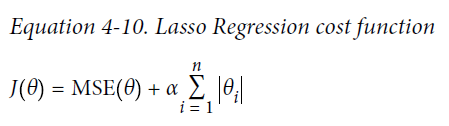 Equation 4-10. Lasso Regression cost function
J(θ) = MSE(θ) + α ∑_{i = 1}^{n} |θ_i|